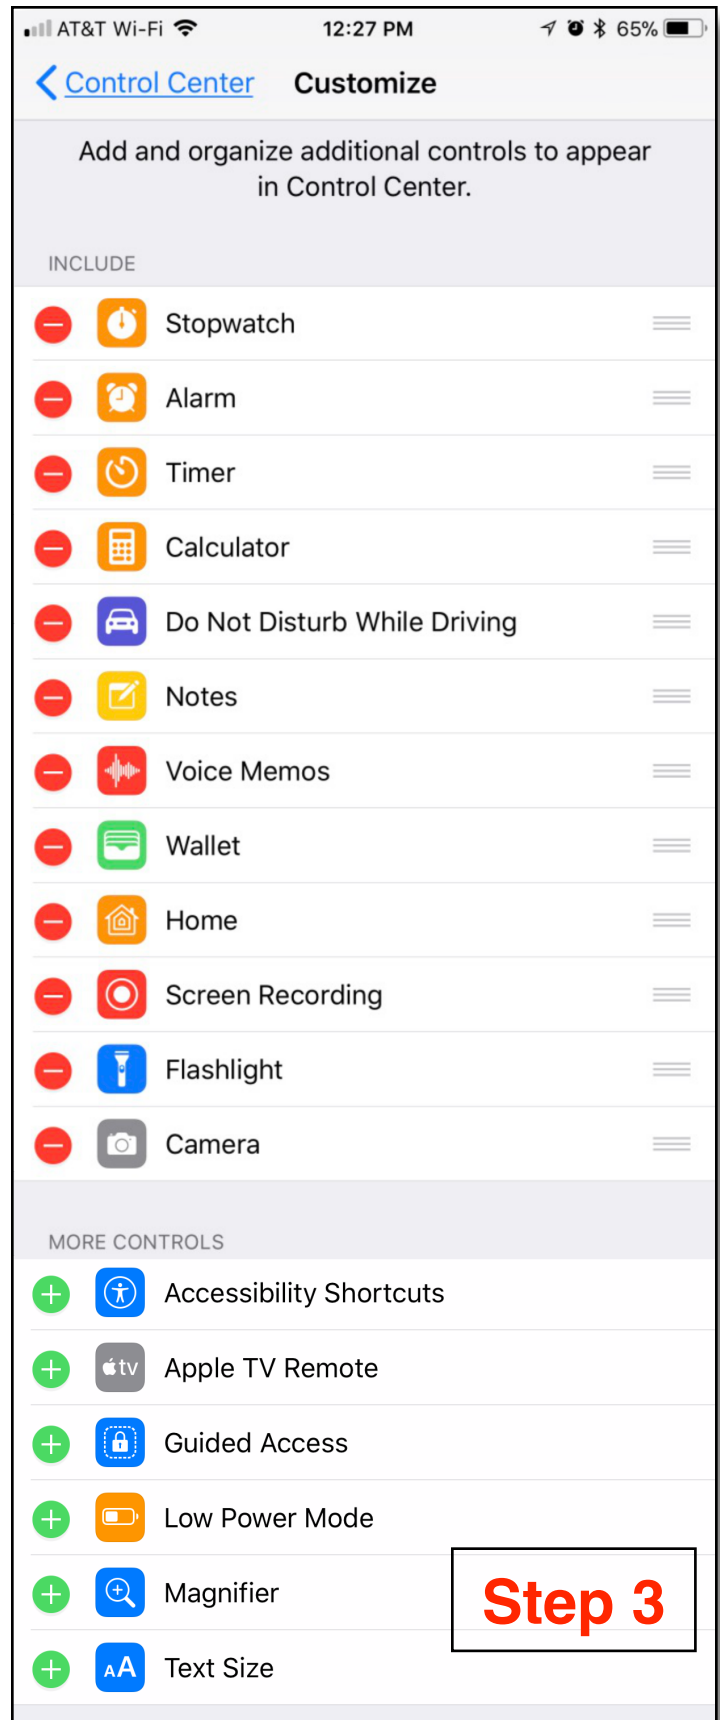 AT&T Wi-Fi 12:27 PM 65%
Control Center Customize
Add and organize additional controls to appear
in Control Center.
INCLUDE
Stopwatch
Alarm
Timer
Calculator
Do Not Disturb While Driving
Notes
Voice Memos
Wallet
Home
Screen Recording
Flashlight
Camera
MORE CONTROLS
Accessibility Shortcuts
tv Apple TV Remote
Guided Access
Low Power Mode
Magnifier
Step 3
AA Text Size